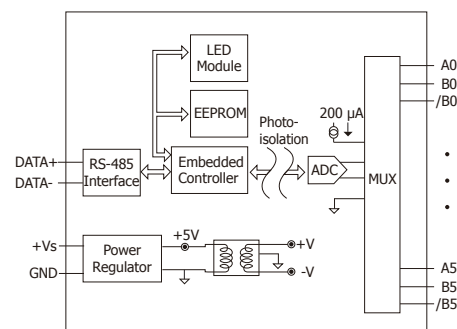 LED
Module
EEPROM
Photo-
isolation
200 µA
A0
B0
/B0
DATA+
DATA-
RS-485
Interface
Embedded
Controller
ADC
MUX
+Vs
GND
Power
Regulator
+5V
+V
-V
A5
B5
/B5